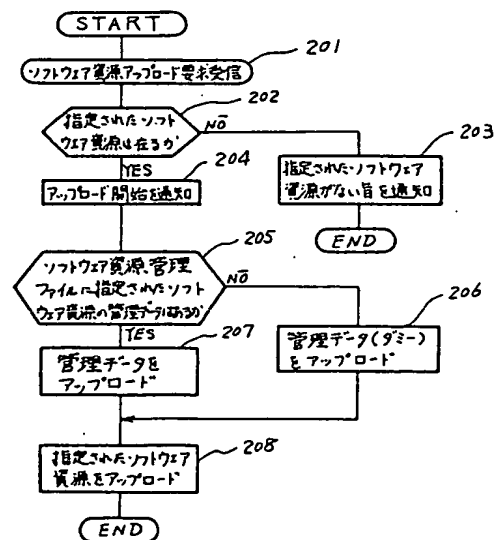 START
201
ソフトウェア資源アップロード要求受信
202
指定されたソフト
ウェア資源は在るか
NO
203
YES
204
指定されたソフトウェア
資源がない旨を通知
アップロード開始を通知
END
205
ソフトウェア資源管理
ファイルに指定されたソフト
ウェア資源の管理データはあるか
NO
206
YES
207
管理データ(ダミー)
をアップロード
管理データを
アップロード
208
指定されたソフトウェア
資源をアップロード
END